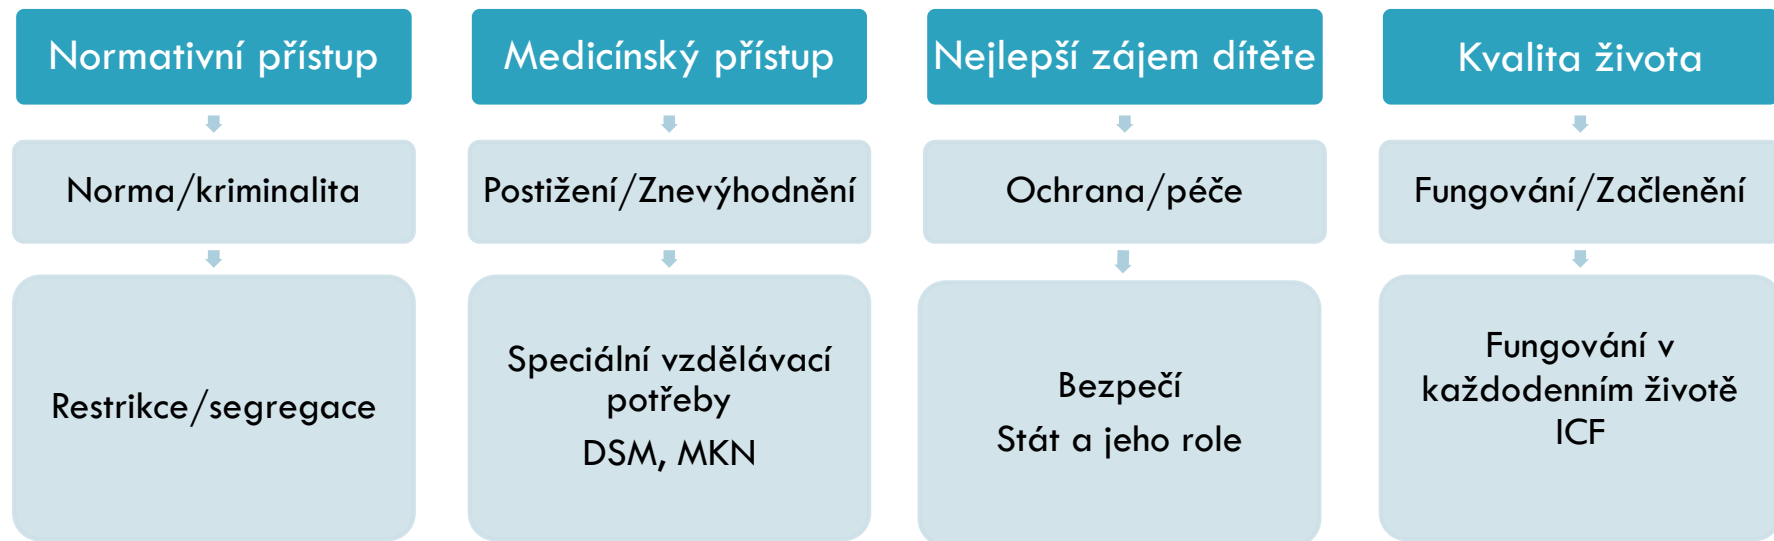 Normativní přístup
Norma/kriminalita
Restrikce/segregace
Medicínský přístup
Postižení/Znevýhodnění
Speciální vzdělávací
potřeby
DSM, MKN
Nejlepší zájem dítěte
Ochrana/péče
Bezpečí
Stát a jeho role
Kvalita života
Fungování/Začlenění
Fungování v
každodenním životě
ICF